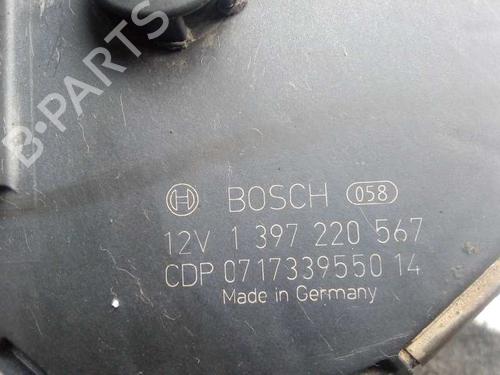 B-PARTS
BOSCH 058
12V 1 397 220 567
CDP 0717339550 14
Made in Germany